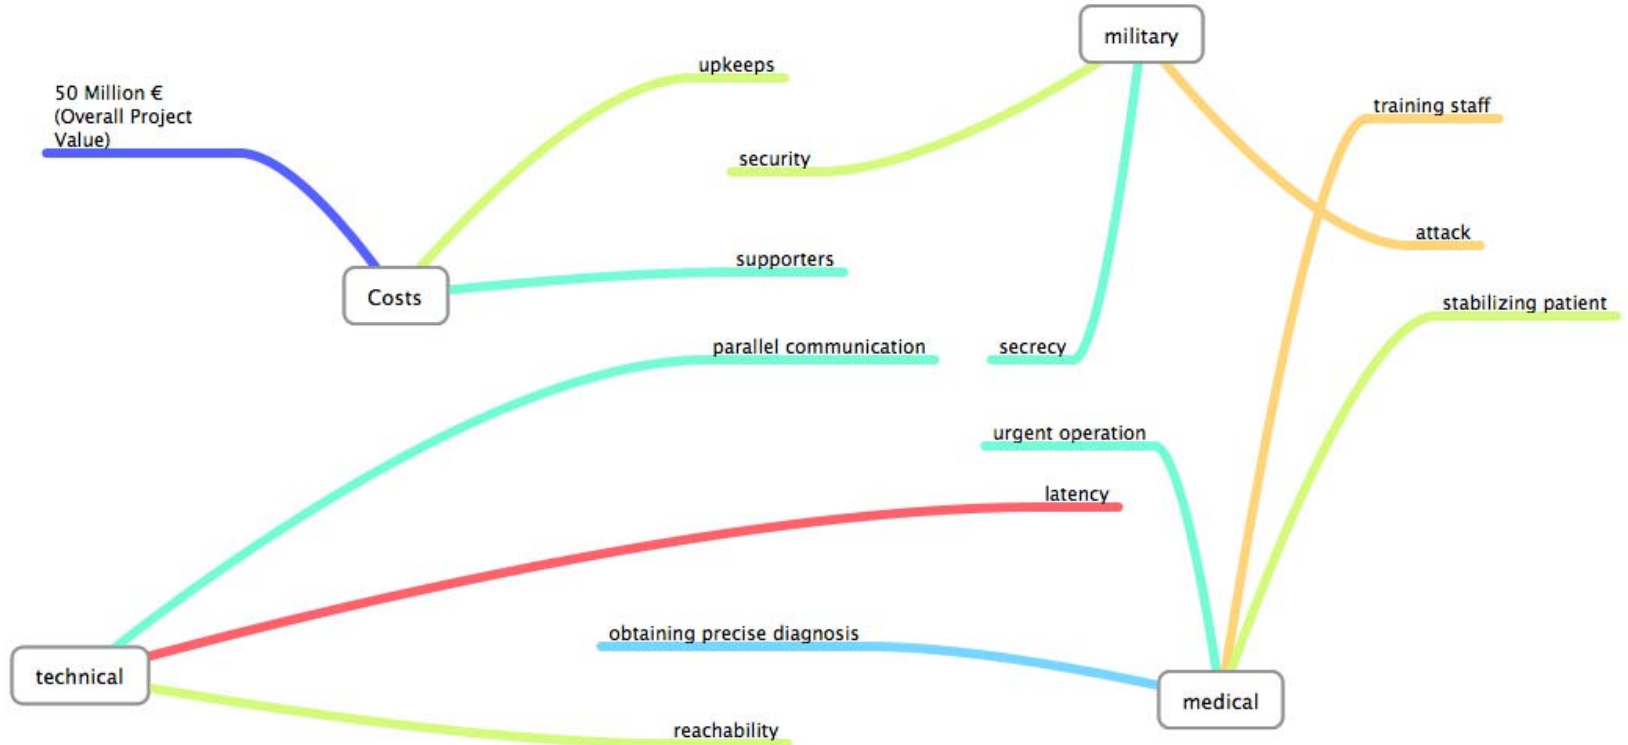 military
upkeeps
50 Million €
(Overall Project
Value)
training staff
security
attack
supporters
Costs
stabilizing patient
parallel communication
secrecy
urgent operation
latency
obtaining precise diagnosis
technical
medical
reachability